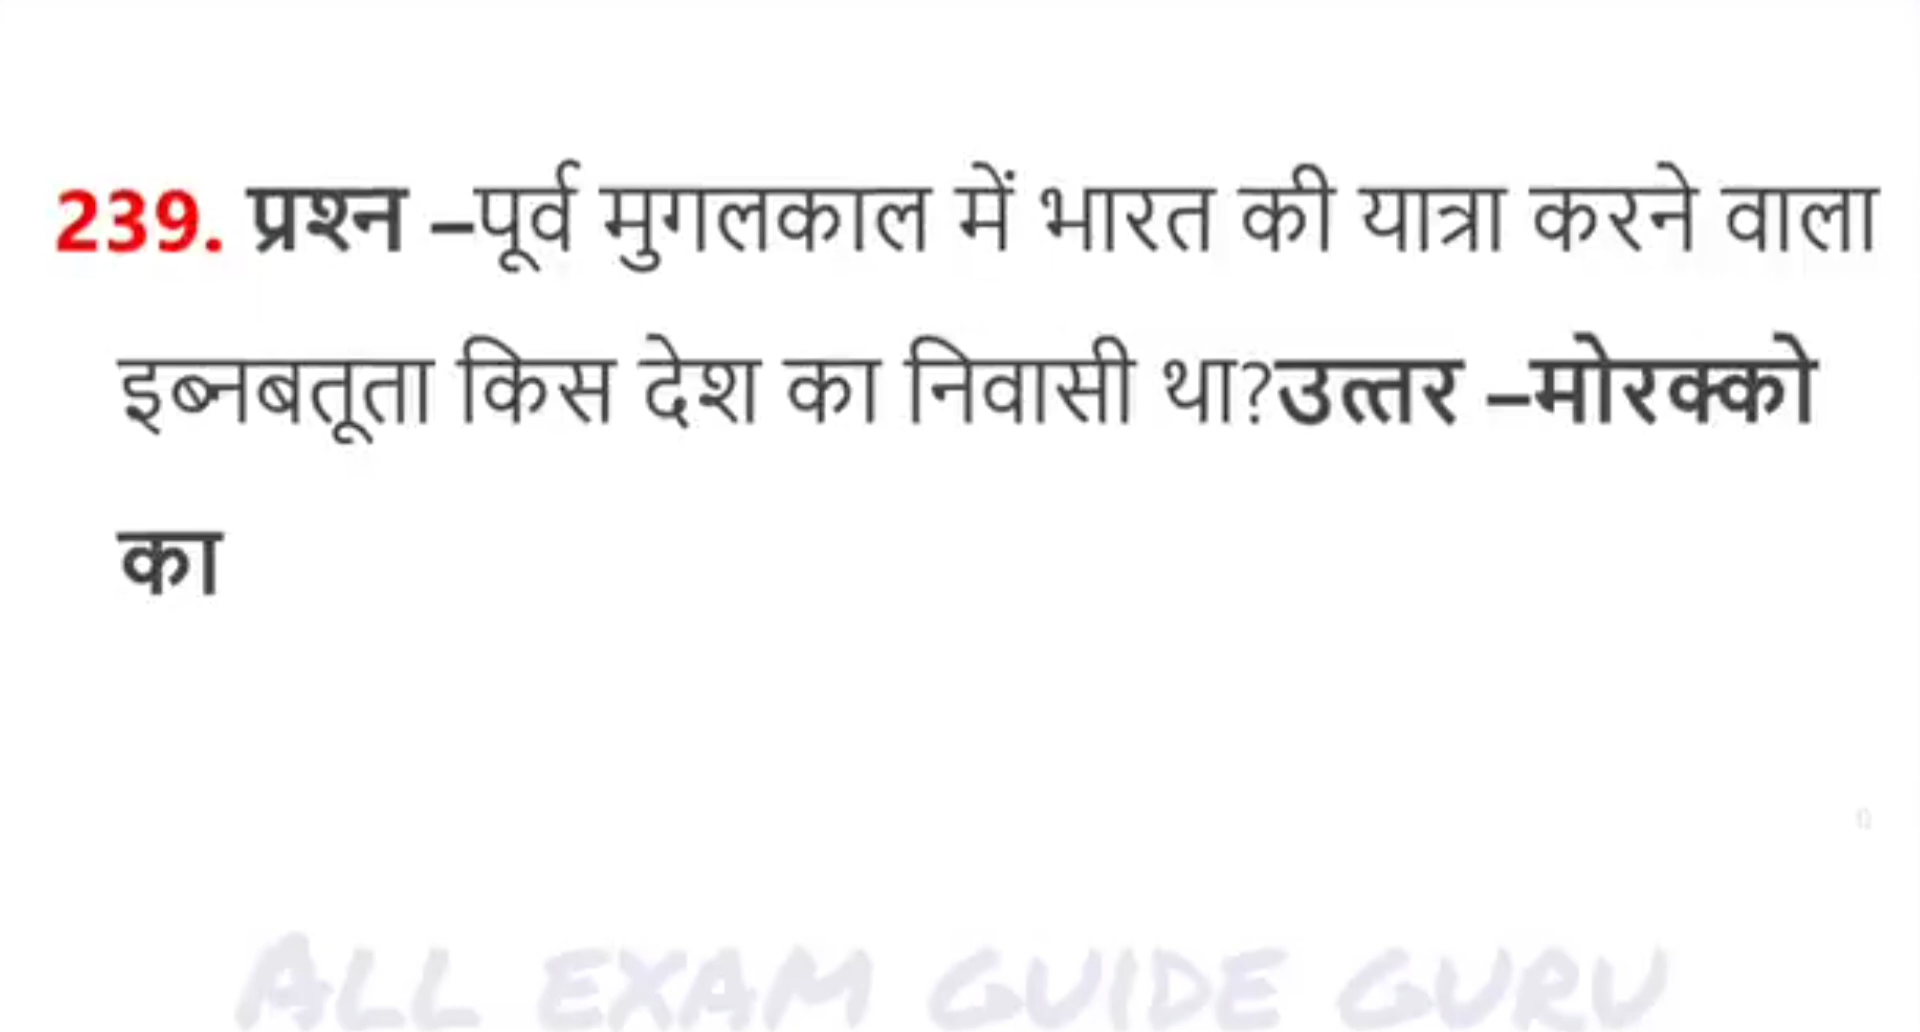 239. प्रश्न –पूर्व मुगलकाल में भारत की यात्रा करने वाला
इब्नबतूता किस देश का निवासी था?उत्तर –मोरक्को
का
ALL EXAM GUIDE GURU